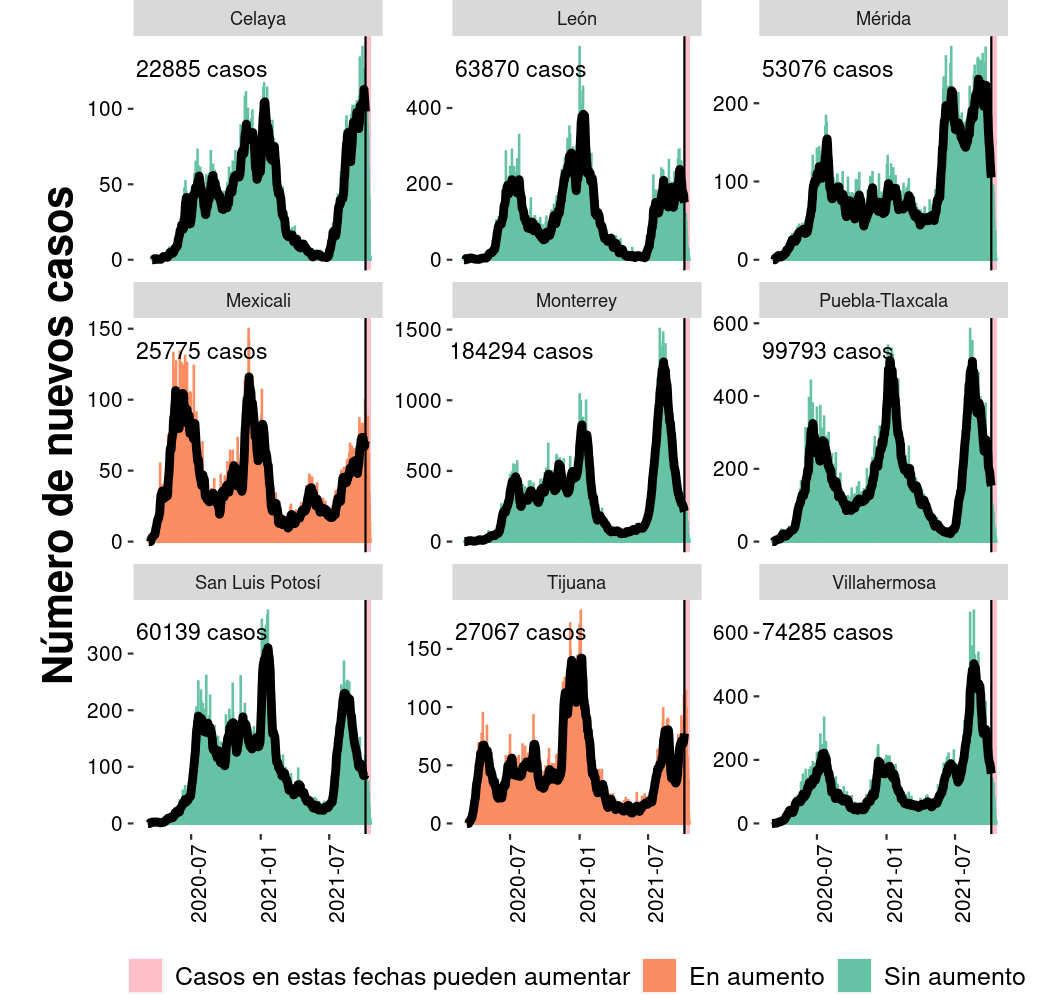 Número de nuevos casos
Celaya
León
Mérida
22885 casos
63870 casos
53076 casos
100
50
0
400
200
0
200
100
0
Mexicali
Monterrey
Puebla-Tlaxcala
25775 casos
184294 casos
99793 casos
150
100
50
0
1500
1000
500
0
600
400
200
0
San Luis Potosí
Tijuana
Villahermosa
60139 casos
27067 casos
74285 casos
300
200
100
0
150
100
50
0
600
400
200
0
2020-07
2021-01
2021-07
2020-07
2021-01
2021-07
2020-07
2021-01
2021-07
Casos en estas fechas pueden aumentar
En aumento
Sin aumento